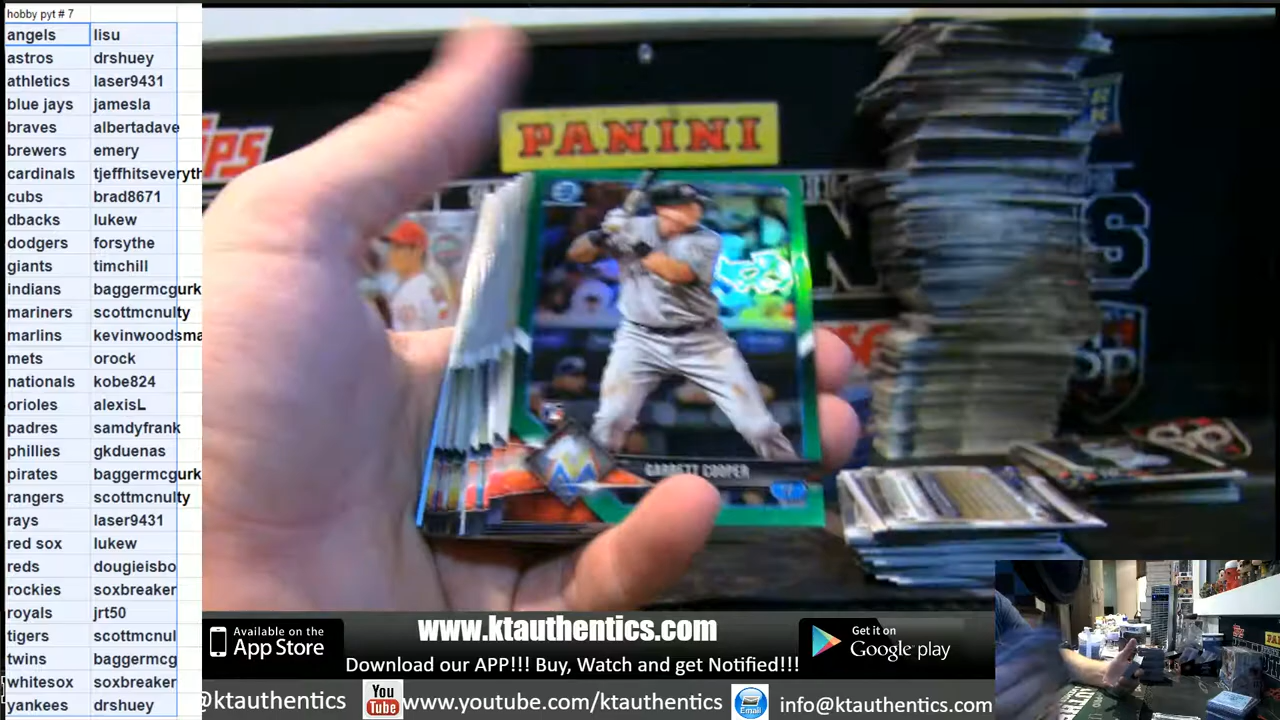 hobby pyt # 7
angels lisu
astros drshuey
athletics laser9431
blue jays jamesla
braves albertadave
brewers emery
cardinals tjeffhitseveryth
cubs brad8671
dbacks lukew
dodgers forsythe
giants timchill
indians baggermcgurk
mariners scottmcnulty
marlins kevinwoodsma
mets orock
nationals kobe824
orioles alexisL
padres samdyfrank
phillies gkduenas
pirates baggermcgurk
rangers scottmcnulty
rays laser9431
red sox lukew
reds dougieisbo
rockies soxbreaker
royals jrt50
tigers scottmcnul
twins baggermcg
whitesox soxbreaker
yankees drshuey
PANINI
GARRETT COOPER
Available on the
App Store
www.ktauthentics.com
Download our APP!!! Buy, Watch and get Notified!!!
Get it on
Google play
@ktauthentics
You
Tube
www.youtube.com/ktauthentics
Email
info@ktauthentics.com